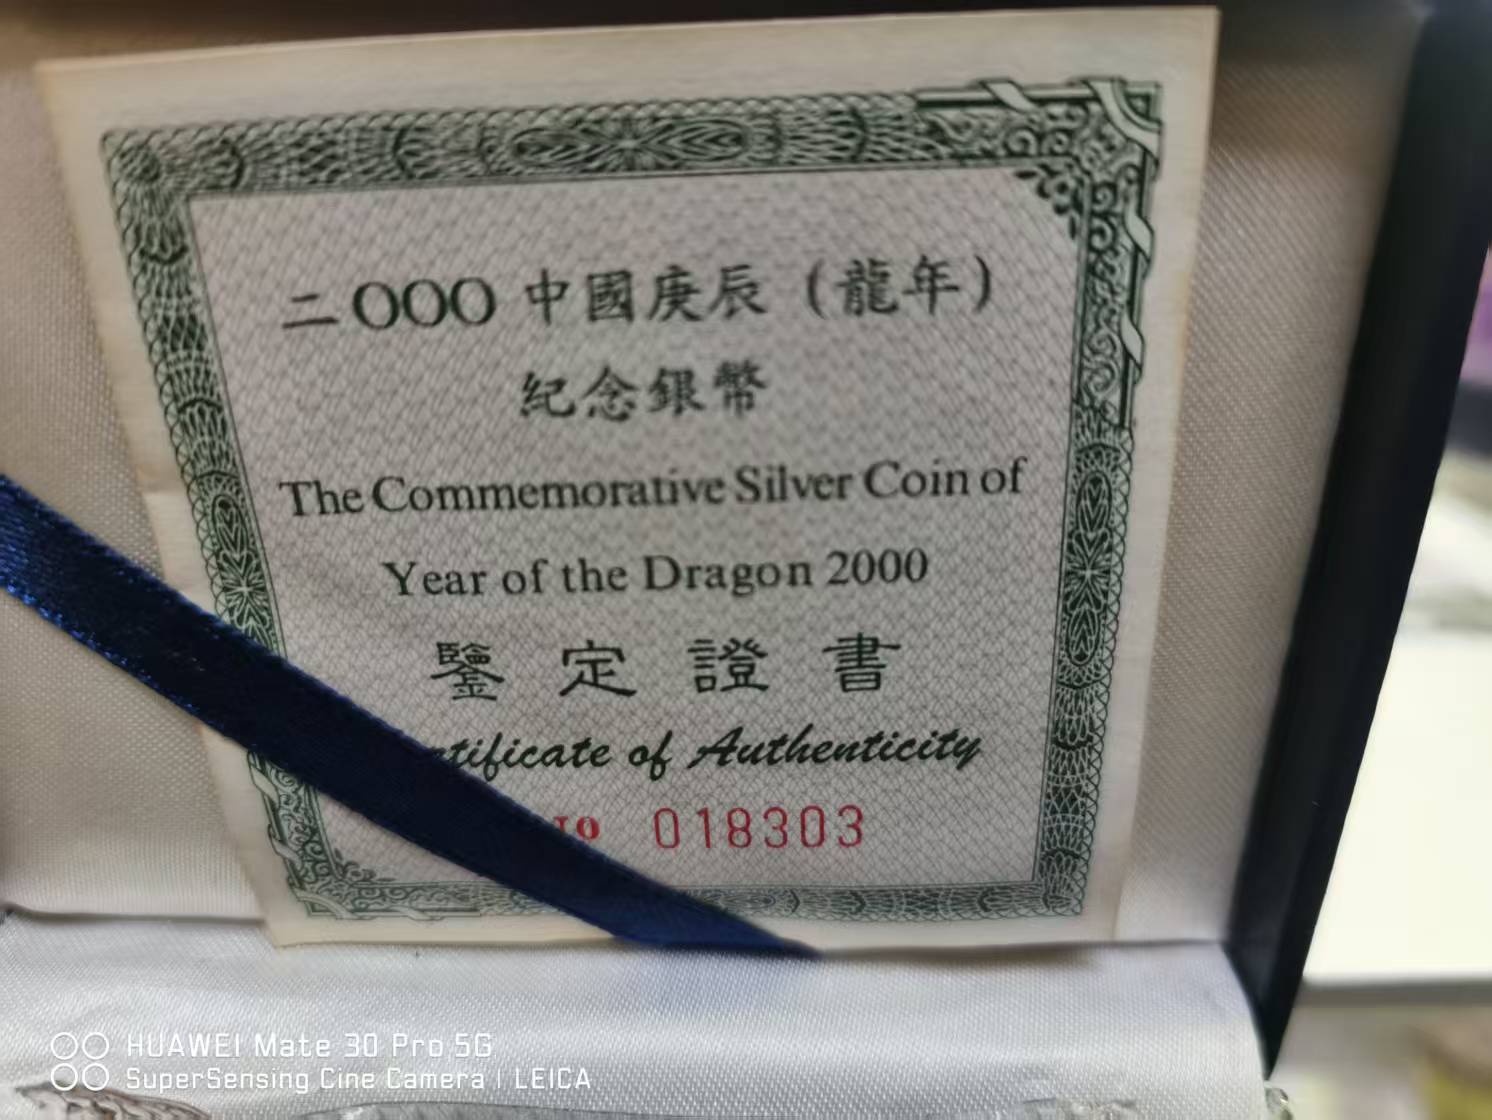 二OOO 中國庚辰（龍年）
紀念銀幣
The Commemorative Silver Coin of
Year of the Dragon 2000
鑒定證書
of Authenticity
018303
HUAWEI Mate 30 Pro 5G
SuperSensing Cine Camera | LEICA